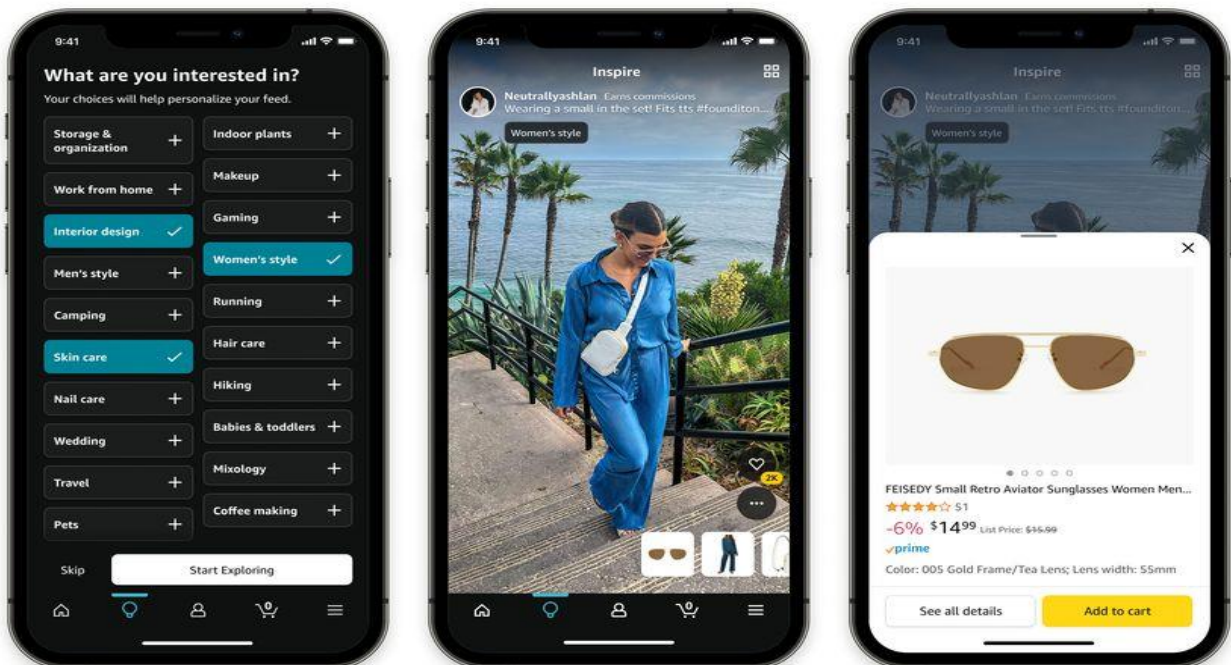 9:41
What are you interested in?
Your choices will help personalize your feed.
Storage &
organization
Work from home
Interior design
Men's style
Camping
Skin care
Nail care
Wedding
Travel
Pets
Indoor plants
Makeup
Gaming
Women's style
Running
Hair care
Hiking
Babies & toddlers
Mixology
Coffee making
Skip
Start Exploring
0
9:41
Inspire
Neutrallyashlan Earns commissions
Wearing a small in the set! Fits tts #founditon...
Women's style
2K
0
9:41
Inspire
Neutrallyashlan Earns commissions
Wearing a small in the set! Fits tts #founditon...
Women's style
FEISEDY Small Retro Aviator Sunglasses Women Men...
51
-6% $1499 List Price: $15.99
prime
Color: 005 Gold Frame/Tea Lens; Lens width: 55mm
See all details
Add to cart